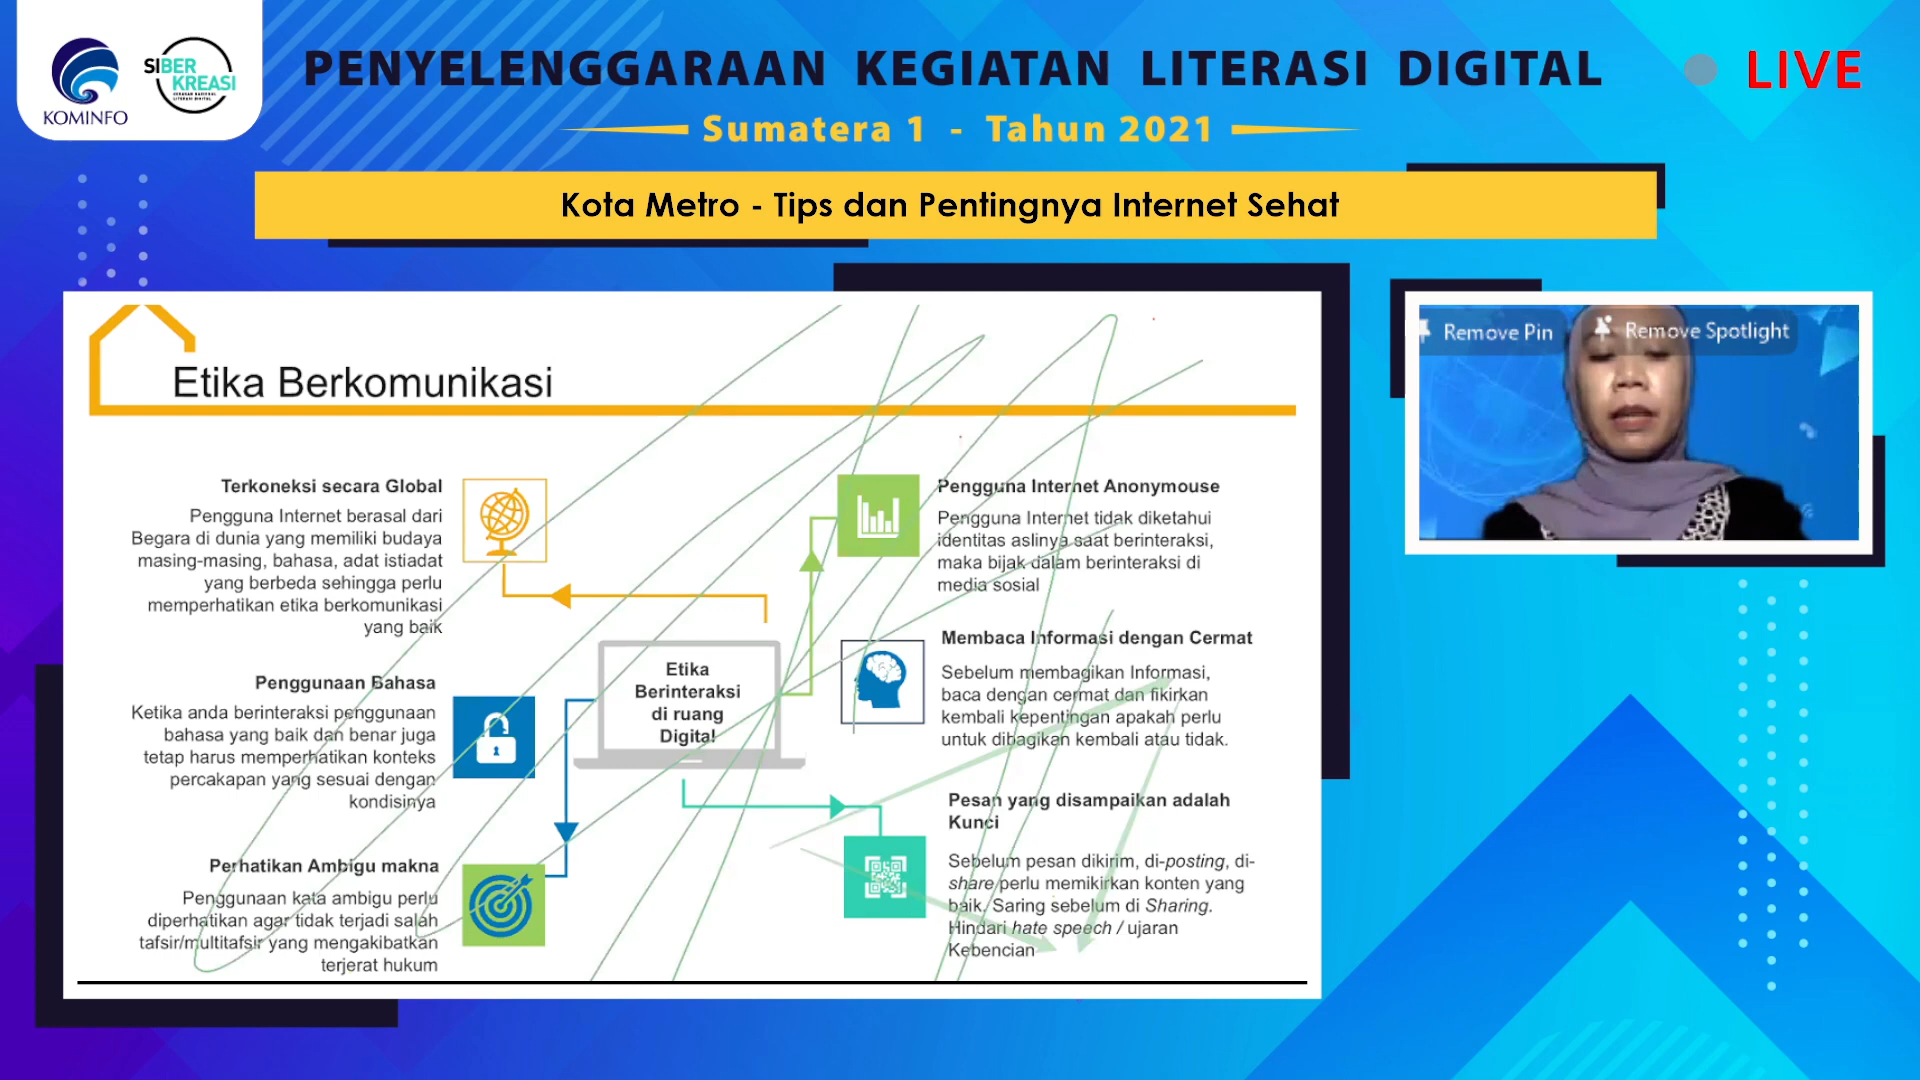 KOMINFO
SIBER
KREASI
PENYELENGGARAAN KEGIATAN LITERASI DIGITAL
LIVE
Sumatera 1 - Tahun 2021
Kota Metro - Tips dan Pentingnya Internet Sehat
Remove Pin
Remove Spotlight
Etika Berkomunikasi
Terkoneksi secara Global
Pengguna Internet berasal dari
Begara di dunia yang memiliki budaya
masing-masing, bahasa, adat istiadat
yang berbeda sehingga perlu
memperhatikan etika berkomunikasi
yang baik
Penggunaan Bahasa
Ketika anda berinteraksi penggunaan
bahasa yang baik dan benar juga
tetap harus memperhatikan konteks
percakapan yang sesuai dengan
kondisinya
Perhatikan Ambigu makna
Penggunaan kata ambigu perlu
diperhatikan agar tidak terjadi salah
tafsir/multitafsir yang mengakibatkan
terjerat hukum
Etika
Berinteraksi
di ruang
Digital
Pengguna Internet Anonymouse
Pengguna Internet tidak diketahui
identitas aslinya saat berinteraksi,
maka bijak dalam berinteraksi di
media sosial
Membaca Informasi dengan Cermat
Sebelum membagikan Informasi,
baca dengan cermat dan fikirkan
kembali kepentingan apakah perlu
untuk dibagikan kembali atau tidak.
Pesan yang disampaikan adalah
Kunci
Sebelum pesan dikirim, di-posting, di-
share perlu memikirkan konten yang
baik. Saring sebelum di Sharing.
Hindari hate speech / ujaran
Kebencian